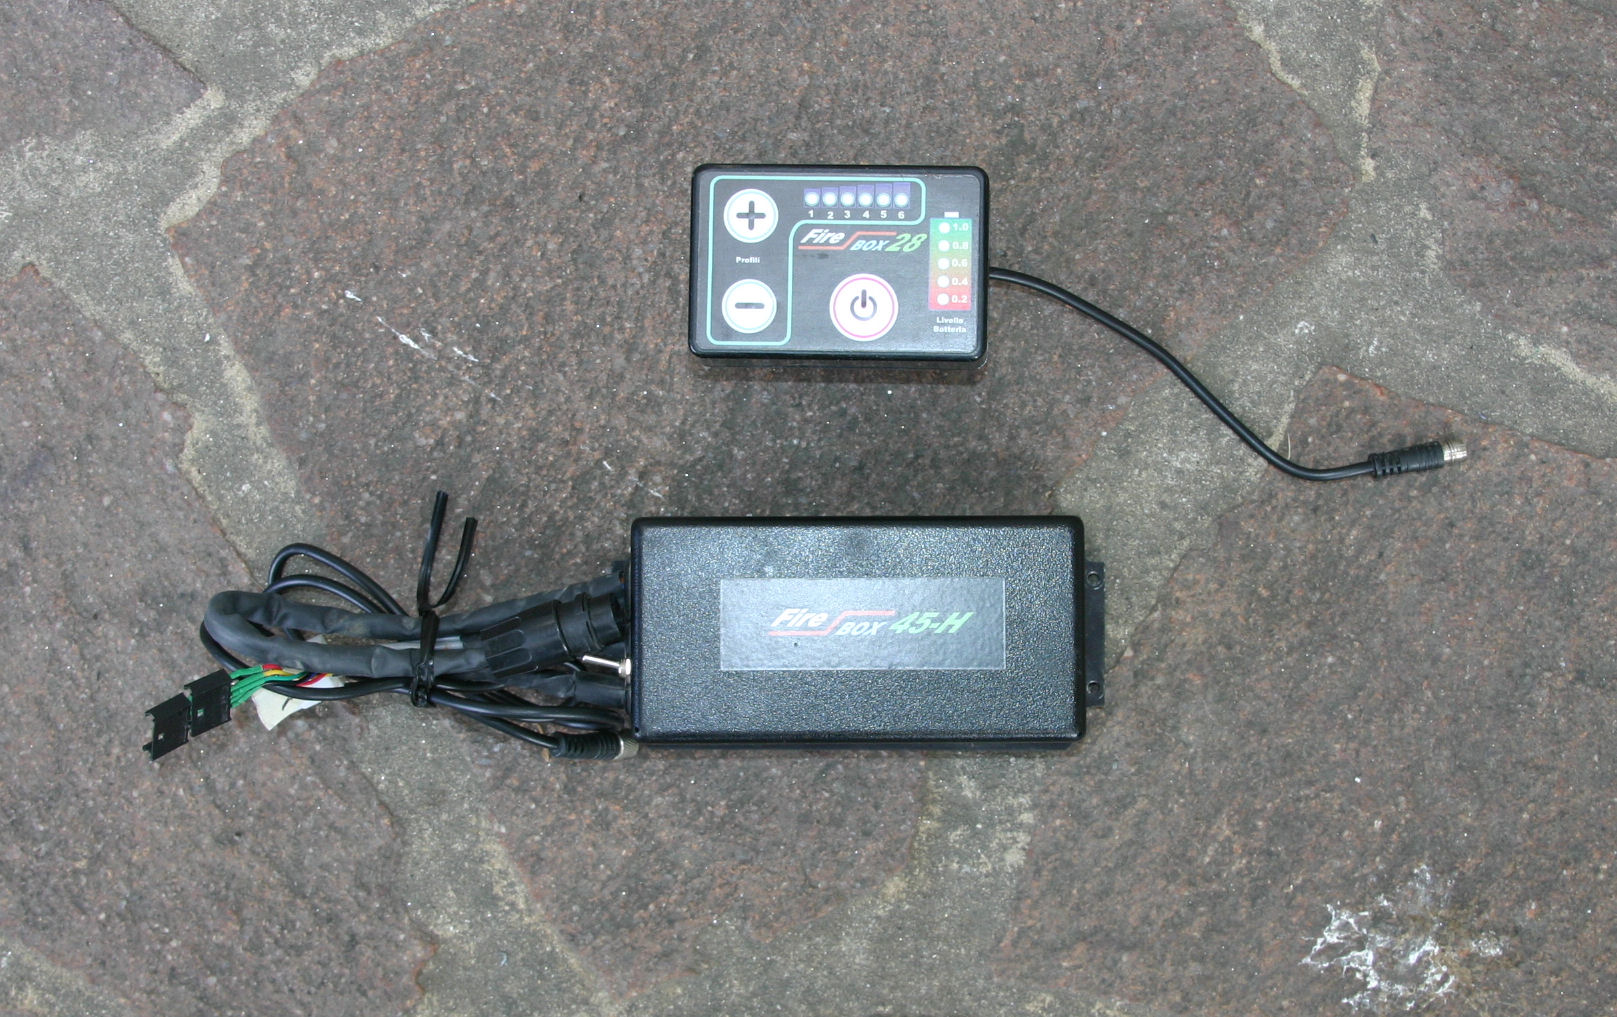 1 2 3 4 5 6
Fire BOX 28
Profili
1.0
0.8
0.6
0.4
0.2
Livello
Batteria
Fire BOX 45-H